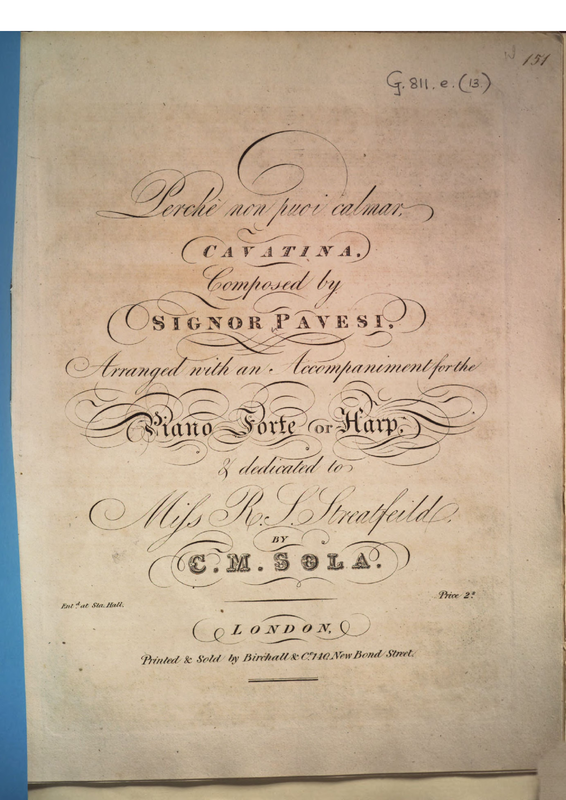 151
G. 811. e. (13.)
Perchè non puoi calmar,
CAVATINA,
Composed by
SIGNOR PAVESI,
Arranged with an Accompaniment for the
Piano Forte or Harp,
& dedicated to
Miſs R. S. Streatfeild,
BY
C. M. SOLA.
Ent.d at Sta. Hall.
Price 2s
LONDON,
Printed & Sold by Birchall & Co. 140, New Bond Street.